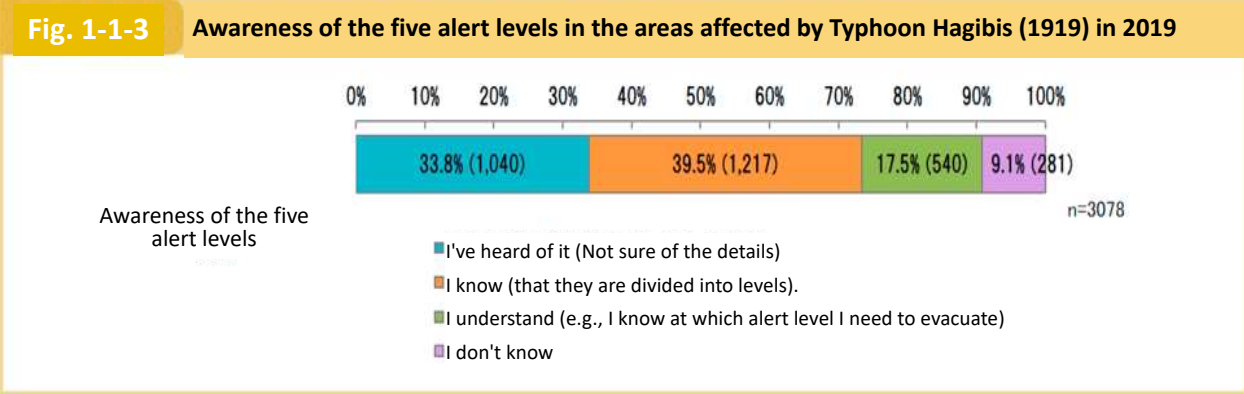 Fig. 1-1-3
Awareness of the five alert levels in the areas affected by Typhoon Hagibis (1919) in 2019
0% 10% 20% 30% 40% 50% 60% 70% 80% 90% 100%
33.8% (1,040) 39.5% (1,217) 17.5% (540) 9.1% (281)
n=3078
Awareness of the five
alert levels
I've heard of it (Not sure of the details)
I know (that they are divided into levels).
I understand (e.g., I know at which alert level I need to evacuate)
I don't know